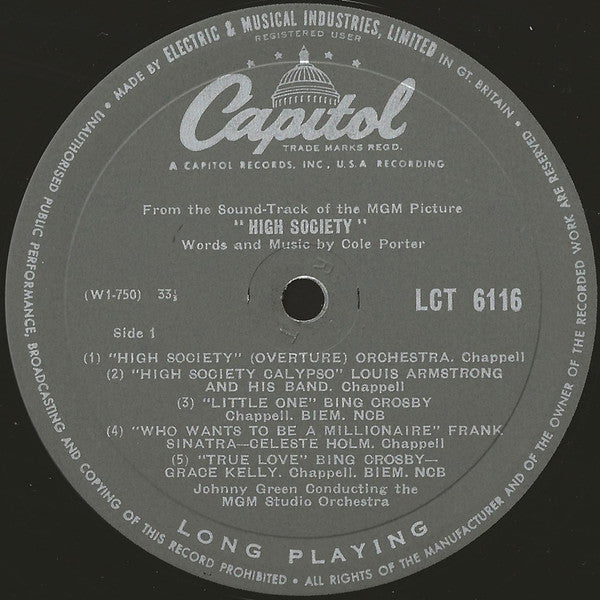 MADE BY ELECTRIC & MUSICAL INDUSTRIES, LIMITED IN GT. BRITAIN
REGISTERED USER
Capitol
TRADE MARKS REGD.
A CAPITOL RECORDS, INC., U.S.A RECORDING
From the Sound-Track of the MGM Picture
"HIGH SOCIETY"
Words and Music by Cole Porter
(W1-750) 33⅓
LCT 6116
Side 1
(1) "HIGH SOCIETY" (OVERTURE) ORCHESTRA. Chappell
(2) "HIGH SOCIETY CALYPSO" LOUIS ARMSTRONG
AND HIS BAND. Chappell
(3) "LITTLE ONE" BING CROSBY
Chappell. BIEM. NCB
(4) "WHO WANTS TO BE A MILLIONAIRE" FRANK
SINATRA—CELESTE HOLM. Chappell
(5) "TRUE LOVE" BING CROSBY—
GRACE KELLY. Chappell. BIEM. NCB
Johnny Green Conducting the
MGM Studio Orchestra
LONG PLAYING
UNAUTHORISED PUBLIC PERFORMANCE, BROADCASTING AND COPYING OF THIS RECORD PROHIBITED • ALL RIGHTS OF THE MANUFACTURER AND OF THE OWNER OF THE RECORDED WORK ARE RESERVED •